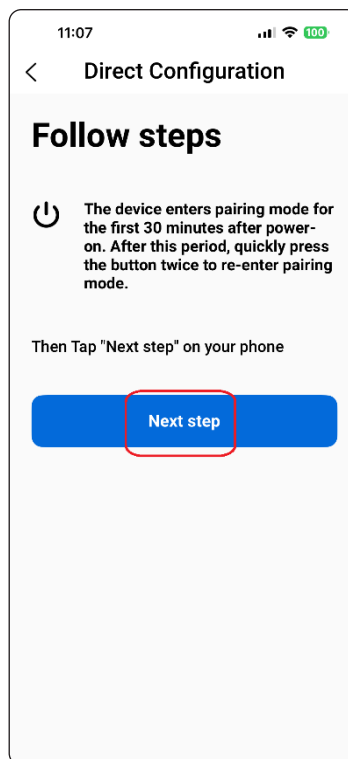 11:07
100
Direct Configuration
Follow steps
The device enters pairing mode for
the first 30 minutes after power-
on. After this period, quickly press
the button twice to re-enter pairing
mode.
Then Tap "Next step" on your phone
Next step